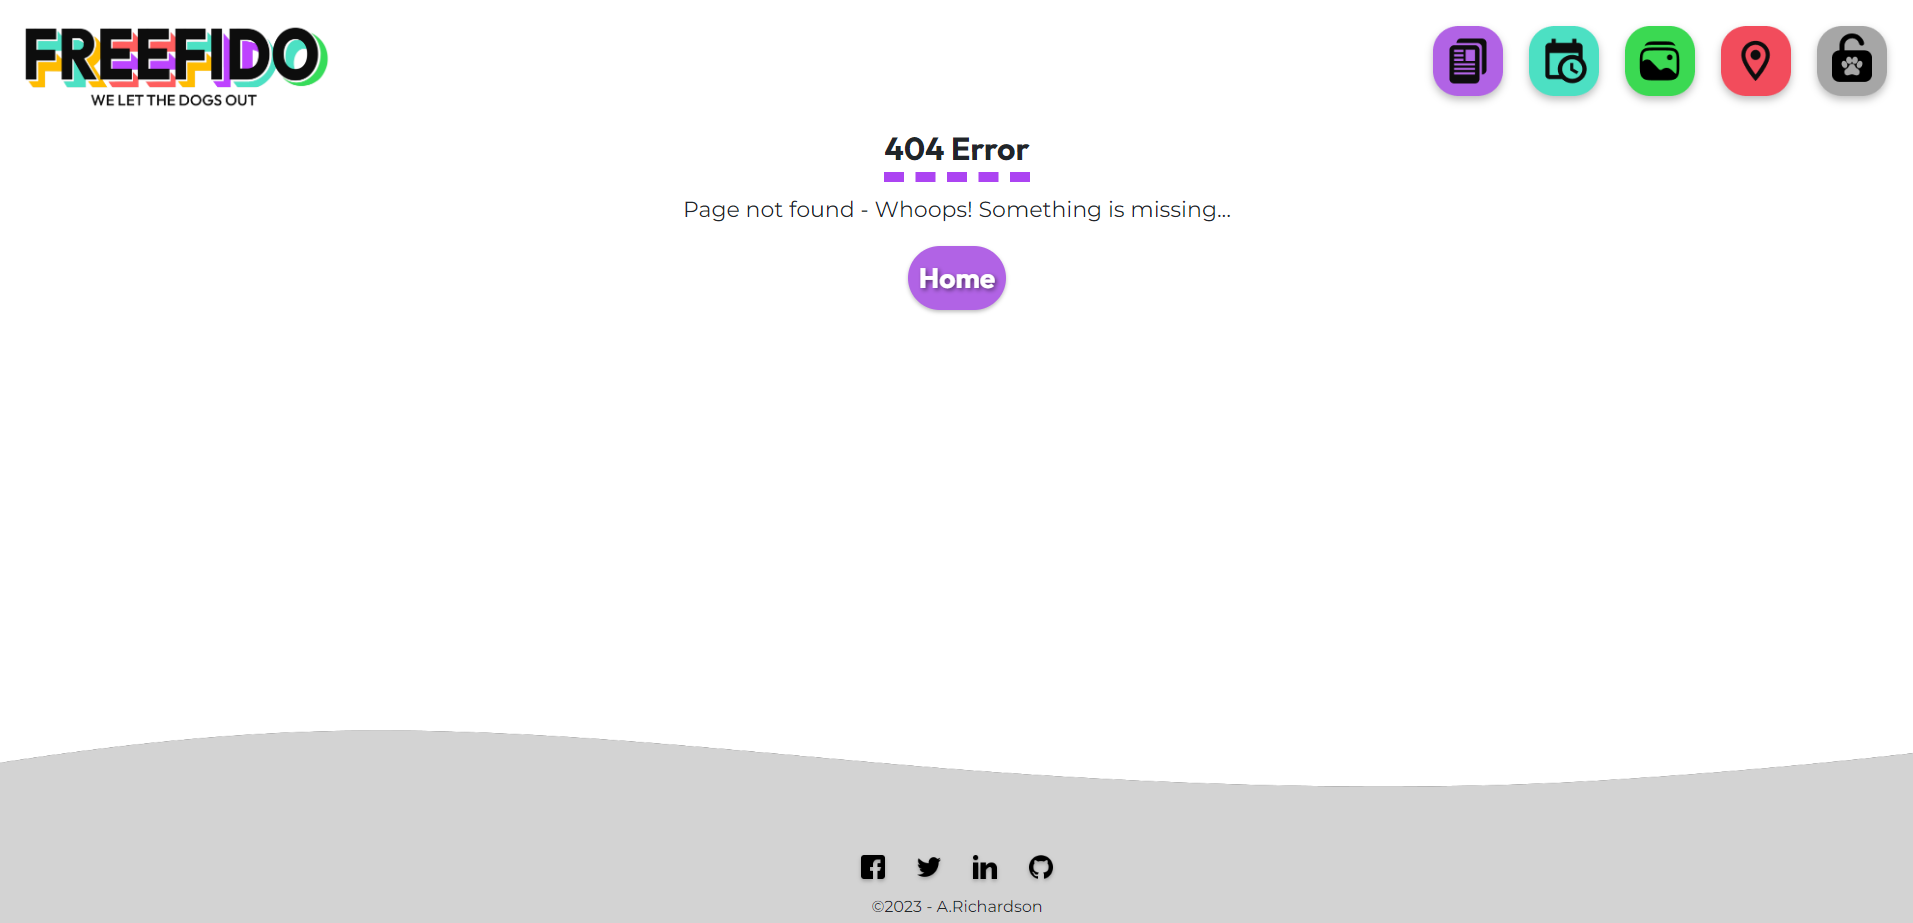 FREEFIDO
WE LET THE DOGS OUT
404 Error
Page not found - Whoops! Something is missing...
Home
©2023 - A.Richardson